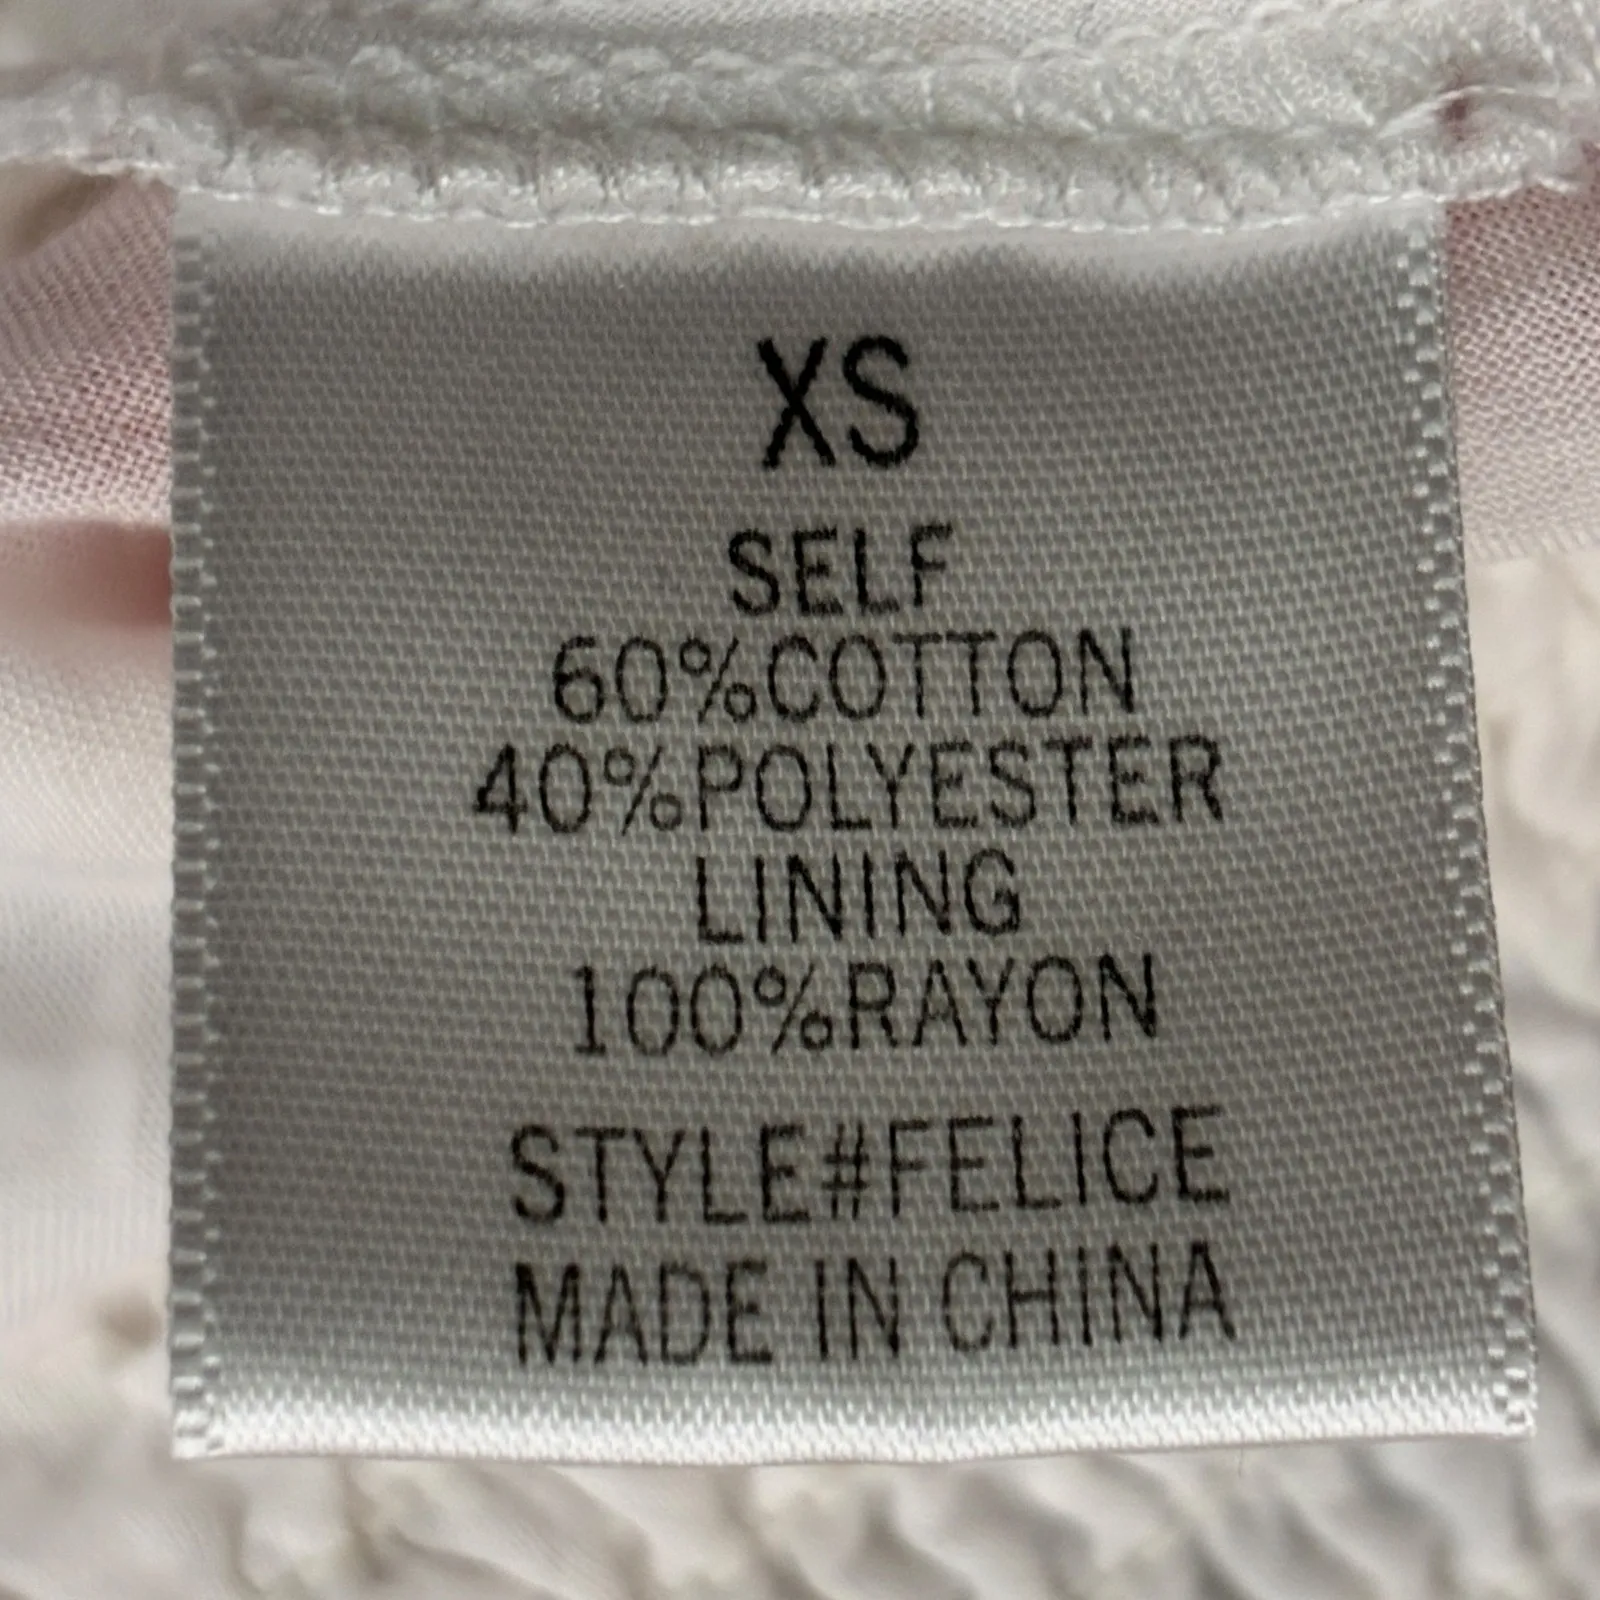 XS
SELF
60%COTTON
40%POLYESTER
LINING
100%RAYON
STYLE#FELICE
MADE IN CHINA